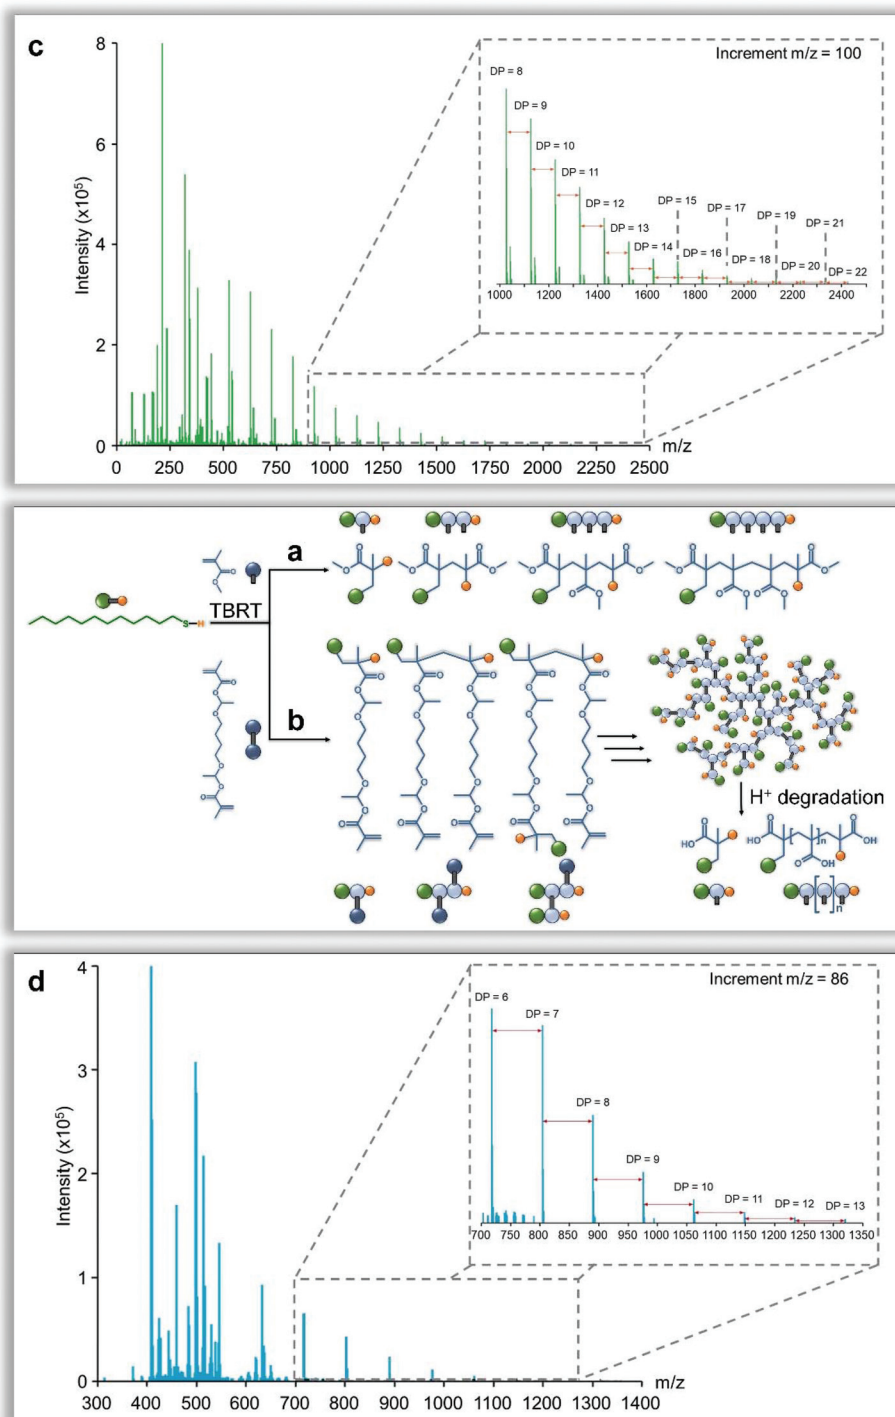 c
Increment m/z = 100
DP = 8
DP = 9
DP = 10
DP = 11
DP = 12
DP = 13
DP = 14
DP = 15
DP = 16
DP = 17
DP = 18
DP = 19
DP = 20
DP = 21
DP = 22
1000 1200 1400 1600 1800 2000 2200 2400
Intensity (x10⁵)
8
6
4
2
0
0 250 500 750 1000 1250 1500 1750 2000 2250 2500
m/z
a
TBRT
S H
b
H⁺ degradation
d
Increment m/z = 86
DP = 6
DP = 7
DP = 8
DP = 9
DP = 10
DP = 11
DP = 12
DP = 13
700 750 800 850 900 950 1000 1050 1100 1150 1200 1250 1300 1350
Intensity (x10⁵)
4
3
2
1
0
300 400 500 600 700 800 900 1000 1100 1200 1300 1400
m/z